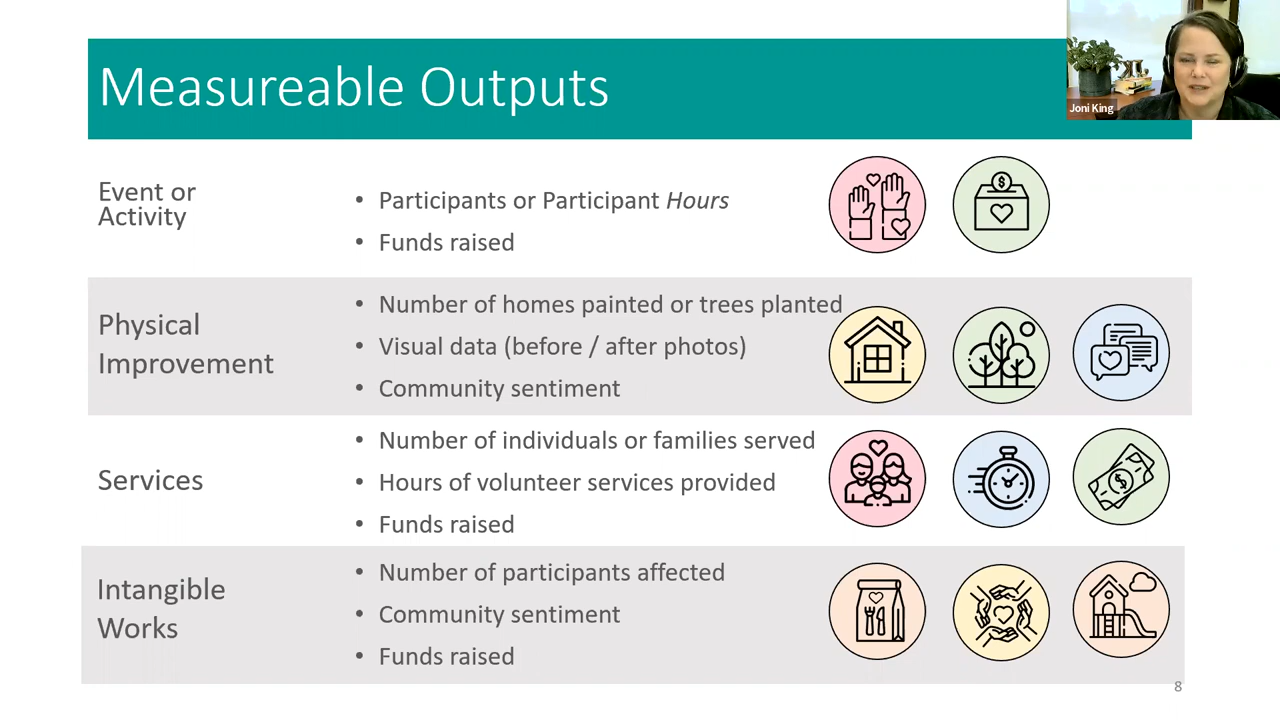 Measureable Outputs
Joni King
Event or
Activity
• Participants or Participant Hours
• Funds raised
Physical
Improvement
• Number of homes painted or trees planted
• Visual data (before / after photos)
• Community sentiment
Services
• Number of individuals or families served
• Hours of volunteer services provided
• Funds raised
Intangible
Works
• Number of participants affected
• Community sentiment
• Funds raised
8